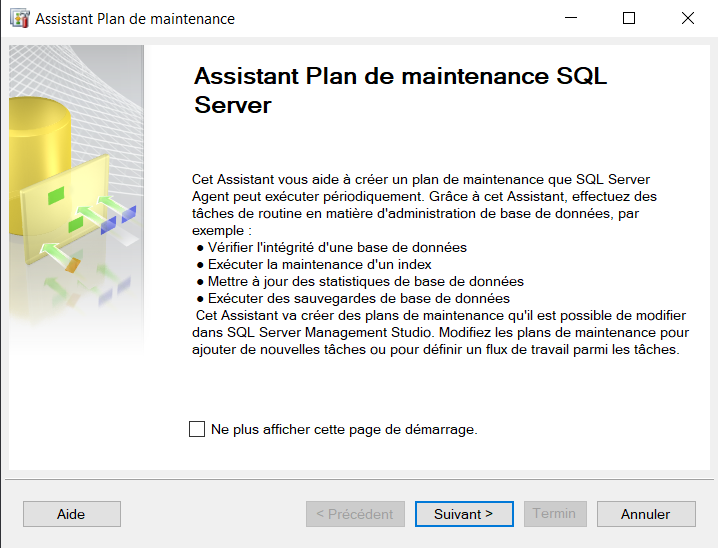 Assistant Plan de maintenance
Assistant Plan de maintenance SQL
Server
Cet Assistant vous aide à créer un plan de maintenance que SQL Server
Agent peut exécuter périodiquement. Grâce à cet Assistant, effectuez des
tâches de routine en matière d'administration de base de données, par
exemple :
● Vérifier l'intégrité d'une base de données
● Exécuter la maintenance d'un index
● Mettre à jour des statistiques de base de données
● Exécuter des sauvegardes de base de données
Cet Assistant va créer des plans de maintenance qu'il est possible de modifier
dans SQL Server Management Studio. Modifiez les plans de maintenance pour
ajouter de nouvelles tâches ou pour définir un flux de travail parmi les tâches.
Ne plus afficher cette page de démarrage.
Aide
< Précédent
Suivant >
Termin
Annuler